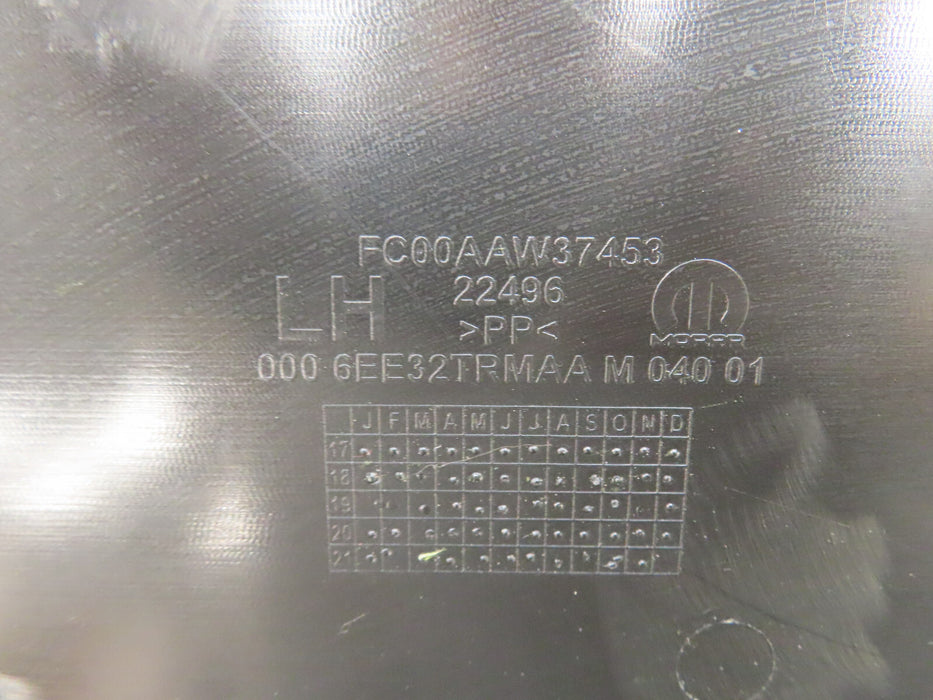 FC00AAW37453
LH 22496
>PP<
MOPAR
000 6EE32TRMAA M 040 01
J F M A M J J A S O N D
17
18
19
20
21